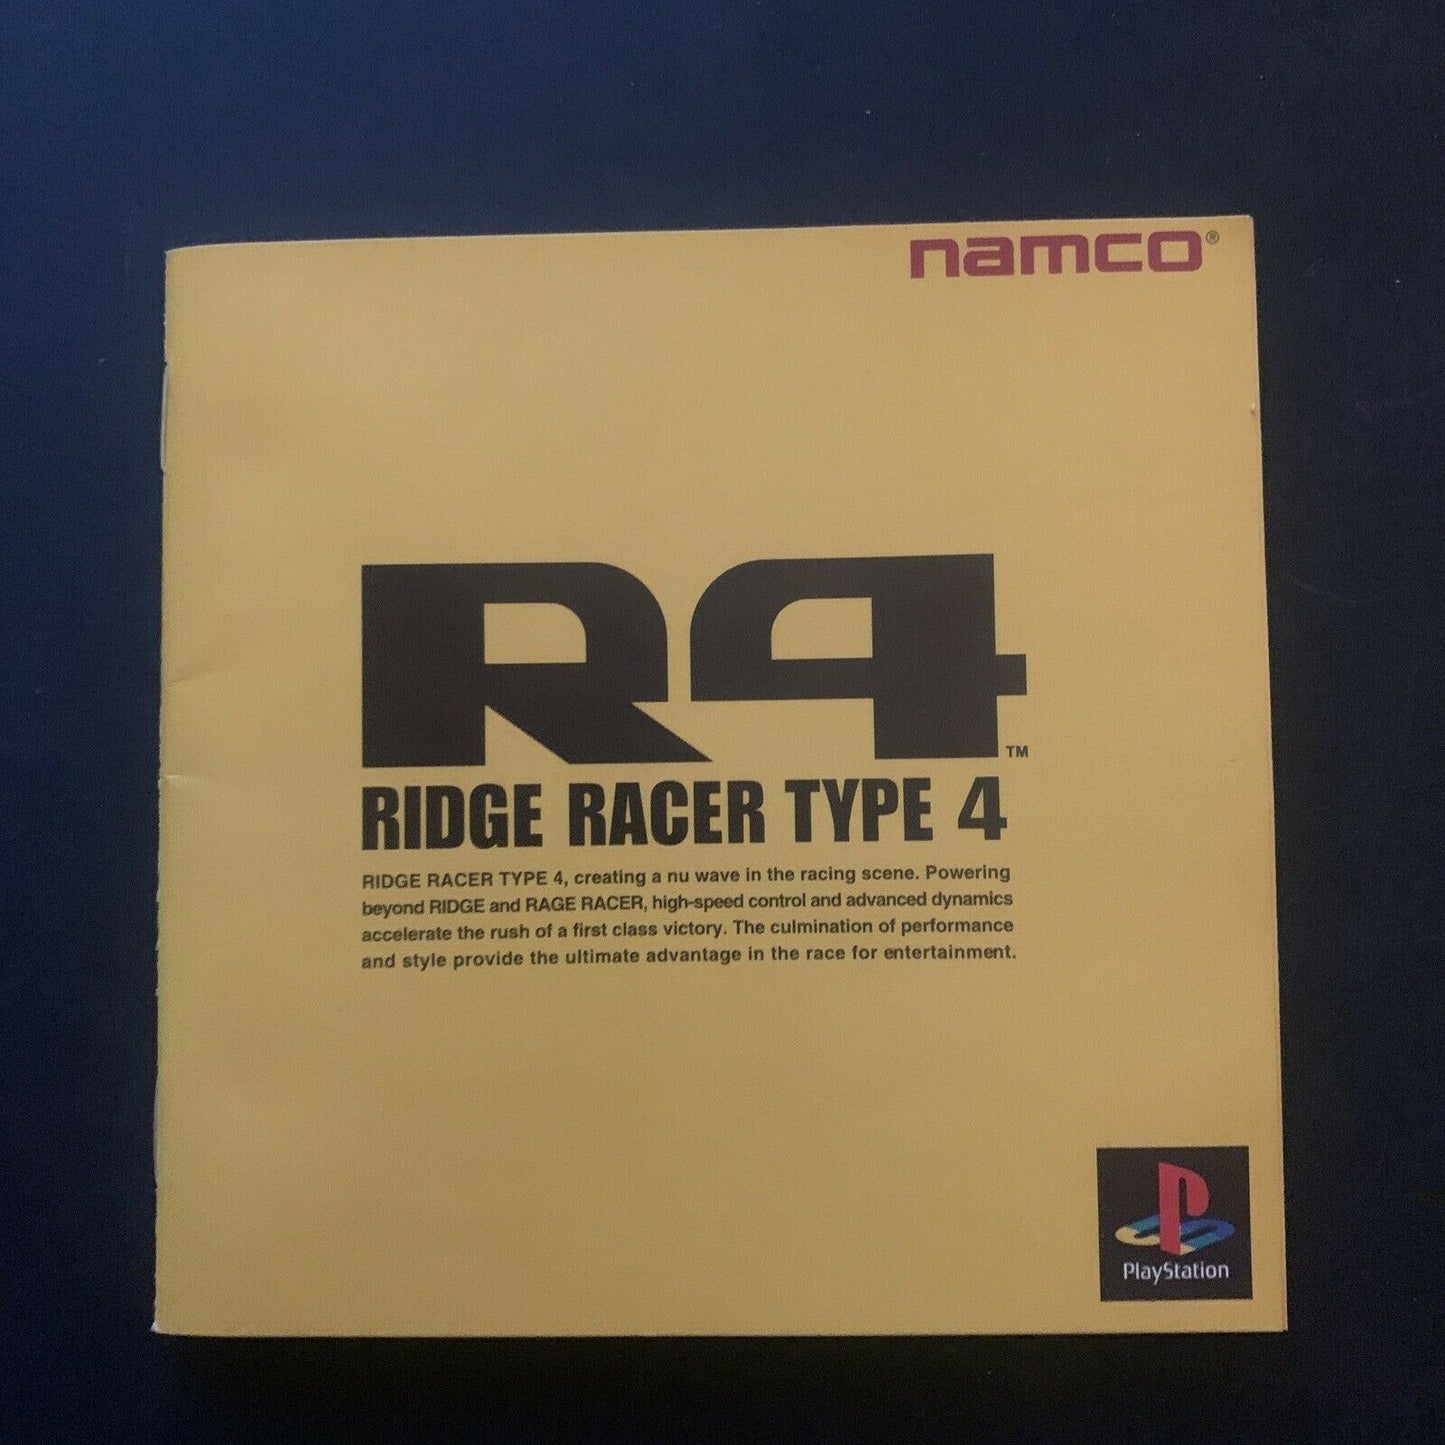 namco®
R4™
RIDGE RACER TYPE 4
RIDGE RACER TYPE 4, creating a nu wave in the racing scene. Powering
beyond RIDGE and RAGE RACER, high-speed control and advanced dynamics
accelerate the rush of a first class victory. The culmination of performance
and style provide the ultimate advantage in the race for entertainment.
PlayStation